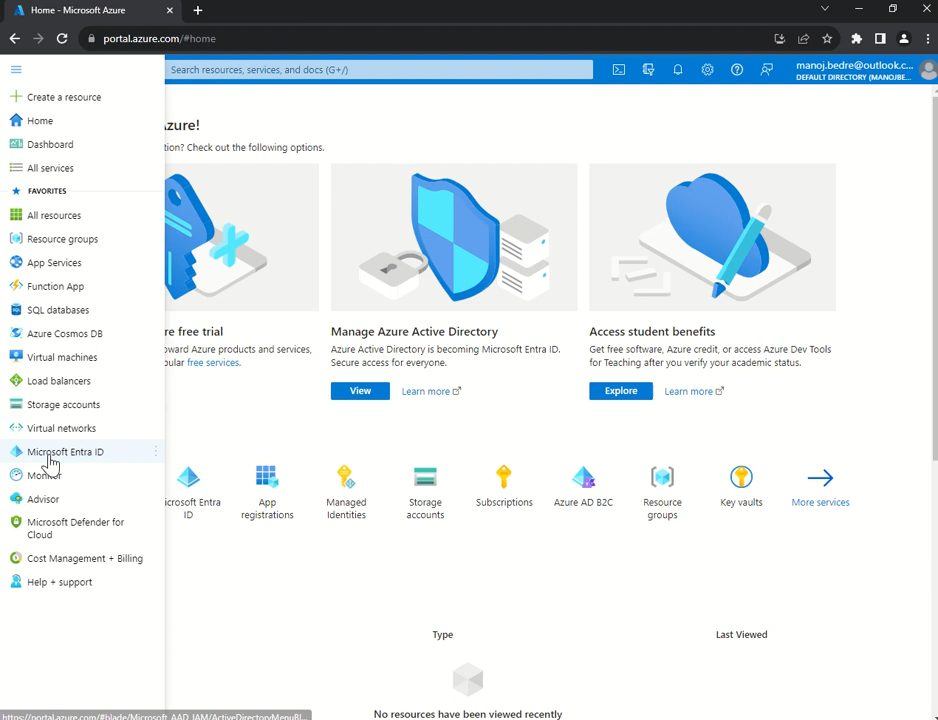 Home - Microsoft Azure
portal.azure.com/#home
Search resources, services, and docs (G+/)
manoj.bedre@outlook.c...
DEFAULT DIRECTORY (MANOJBE...
Create a resource
Home
Dashboard
All services
FAVORITES
All resources
Resource groups
App Services
Function App
SQL databases
Azure Cosmos DB
Virtual machines
Load balancers
Storage accounts
Virtual networks
Microsoft Entra ID
Monitor
Advisor
Microsoft Defender for
Cloud
Cost Management + Billing
Help + support
zure!
tion? Check out the following options.
re free trial
oward Azure products and services,
pular free services.
Manage Azure Active Directory
Azure Active Directory is becoming Microsoft Entra ID.
Secure access for everyone.
View
Learn more
Access student benefits
Get free software, Azure credit, or access Azure Dev Tools
for Teaching after you verify your academic status.
Explore
Learn more
icrosoft Entra
ID
App
registrations
Managed
Identities
Storage
accounts
Subscriptions
Azure AD B2C
Resource
groups
Key vaults
More services
Type
Last Viewed
No resources have been viewed recently
https://portal.azure.com/#blade/Microsoft_AAD_IAM/ActiveDirectoryMenuBl...